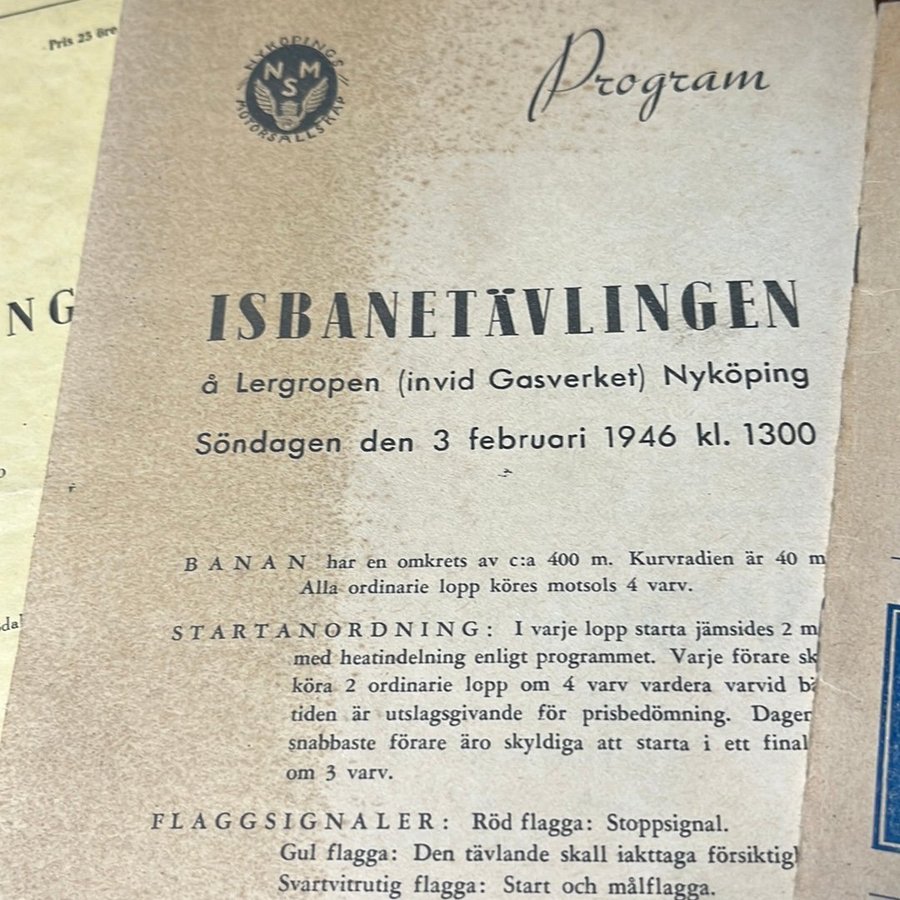 Pris 25 öre
NYKÖPINGS
NSM
MOTORSÄLLSKAP
Program
NG
ISBANETÄVLINGEN
å Lergropen (invid Gasverket) Nyköping
Söndagen den 3 februari 1946 kl. 1300
BANAN har en omkrets av c:a 400 m. Kurvradien är 40 m
Alla ordinarie lopp köres motsols 4 varv.
STARTANORDNING: I varje lopp starta jämsides 2 m
med heatindelning enligt programmet. Varje förare sk
köra 2 ordinarie lopp om 4 varv vardera varvid
tiden är utslagsgivande för prisbedömning. Dagen
snabbaste förare äro skyldiga att starta i ett final
om 3 varv.
FLAGGSIGNALER: Röd flagga: Stoppsignal.
Gul flagga: Den tävlande skall iakttaga försiktigh
Svartvitrutig flagga: Start och målflagga.